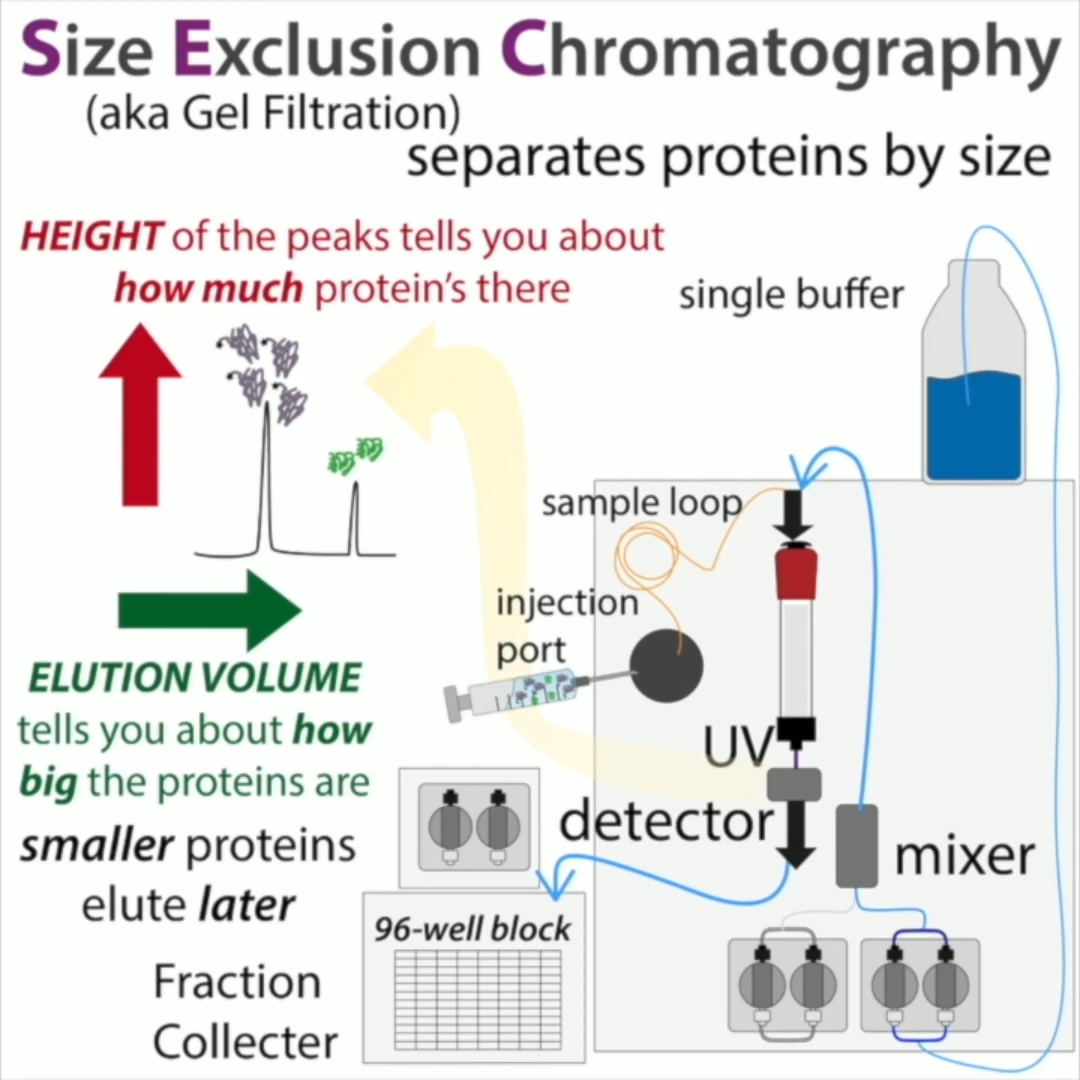 Size Exclusion Chromatography
(aka Gel Filtration)
separates proteins by size
HEIGHT of the peaks tells you about
how much protein's there
single buffer
sample loop
injection
port
ELUTION VOLUME
tells you about how
big the proteins are
smaller proteins
elute later
UV
detector
mixer
96-well block
Fraction
Collecter